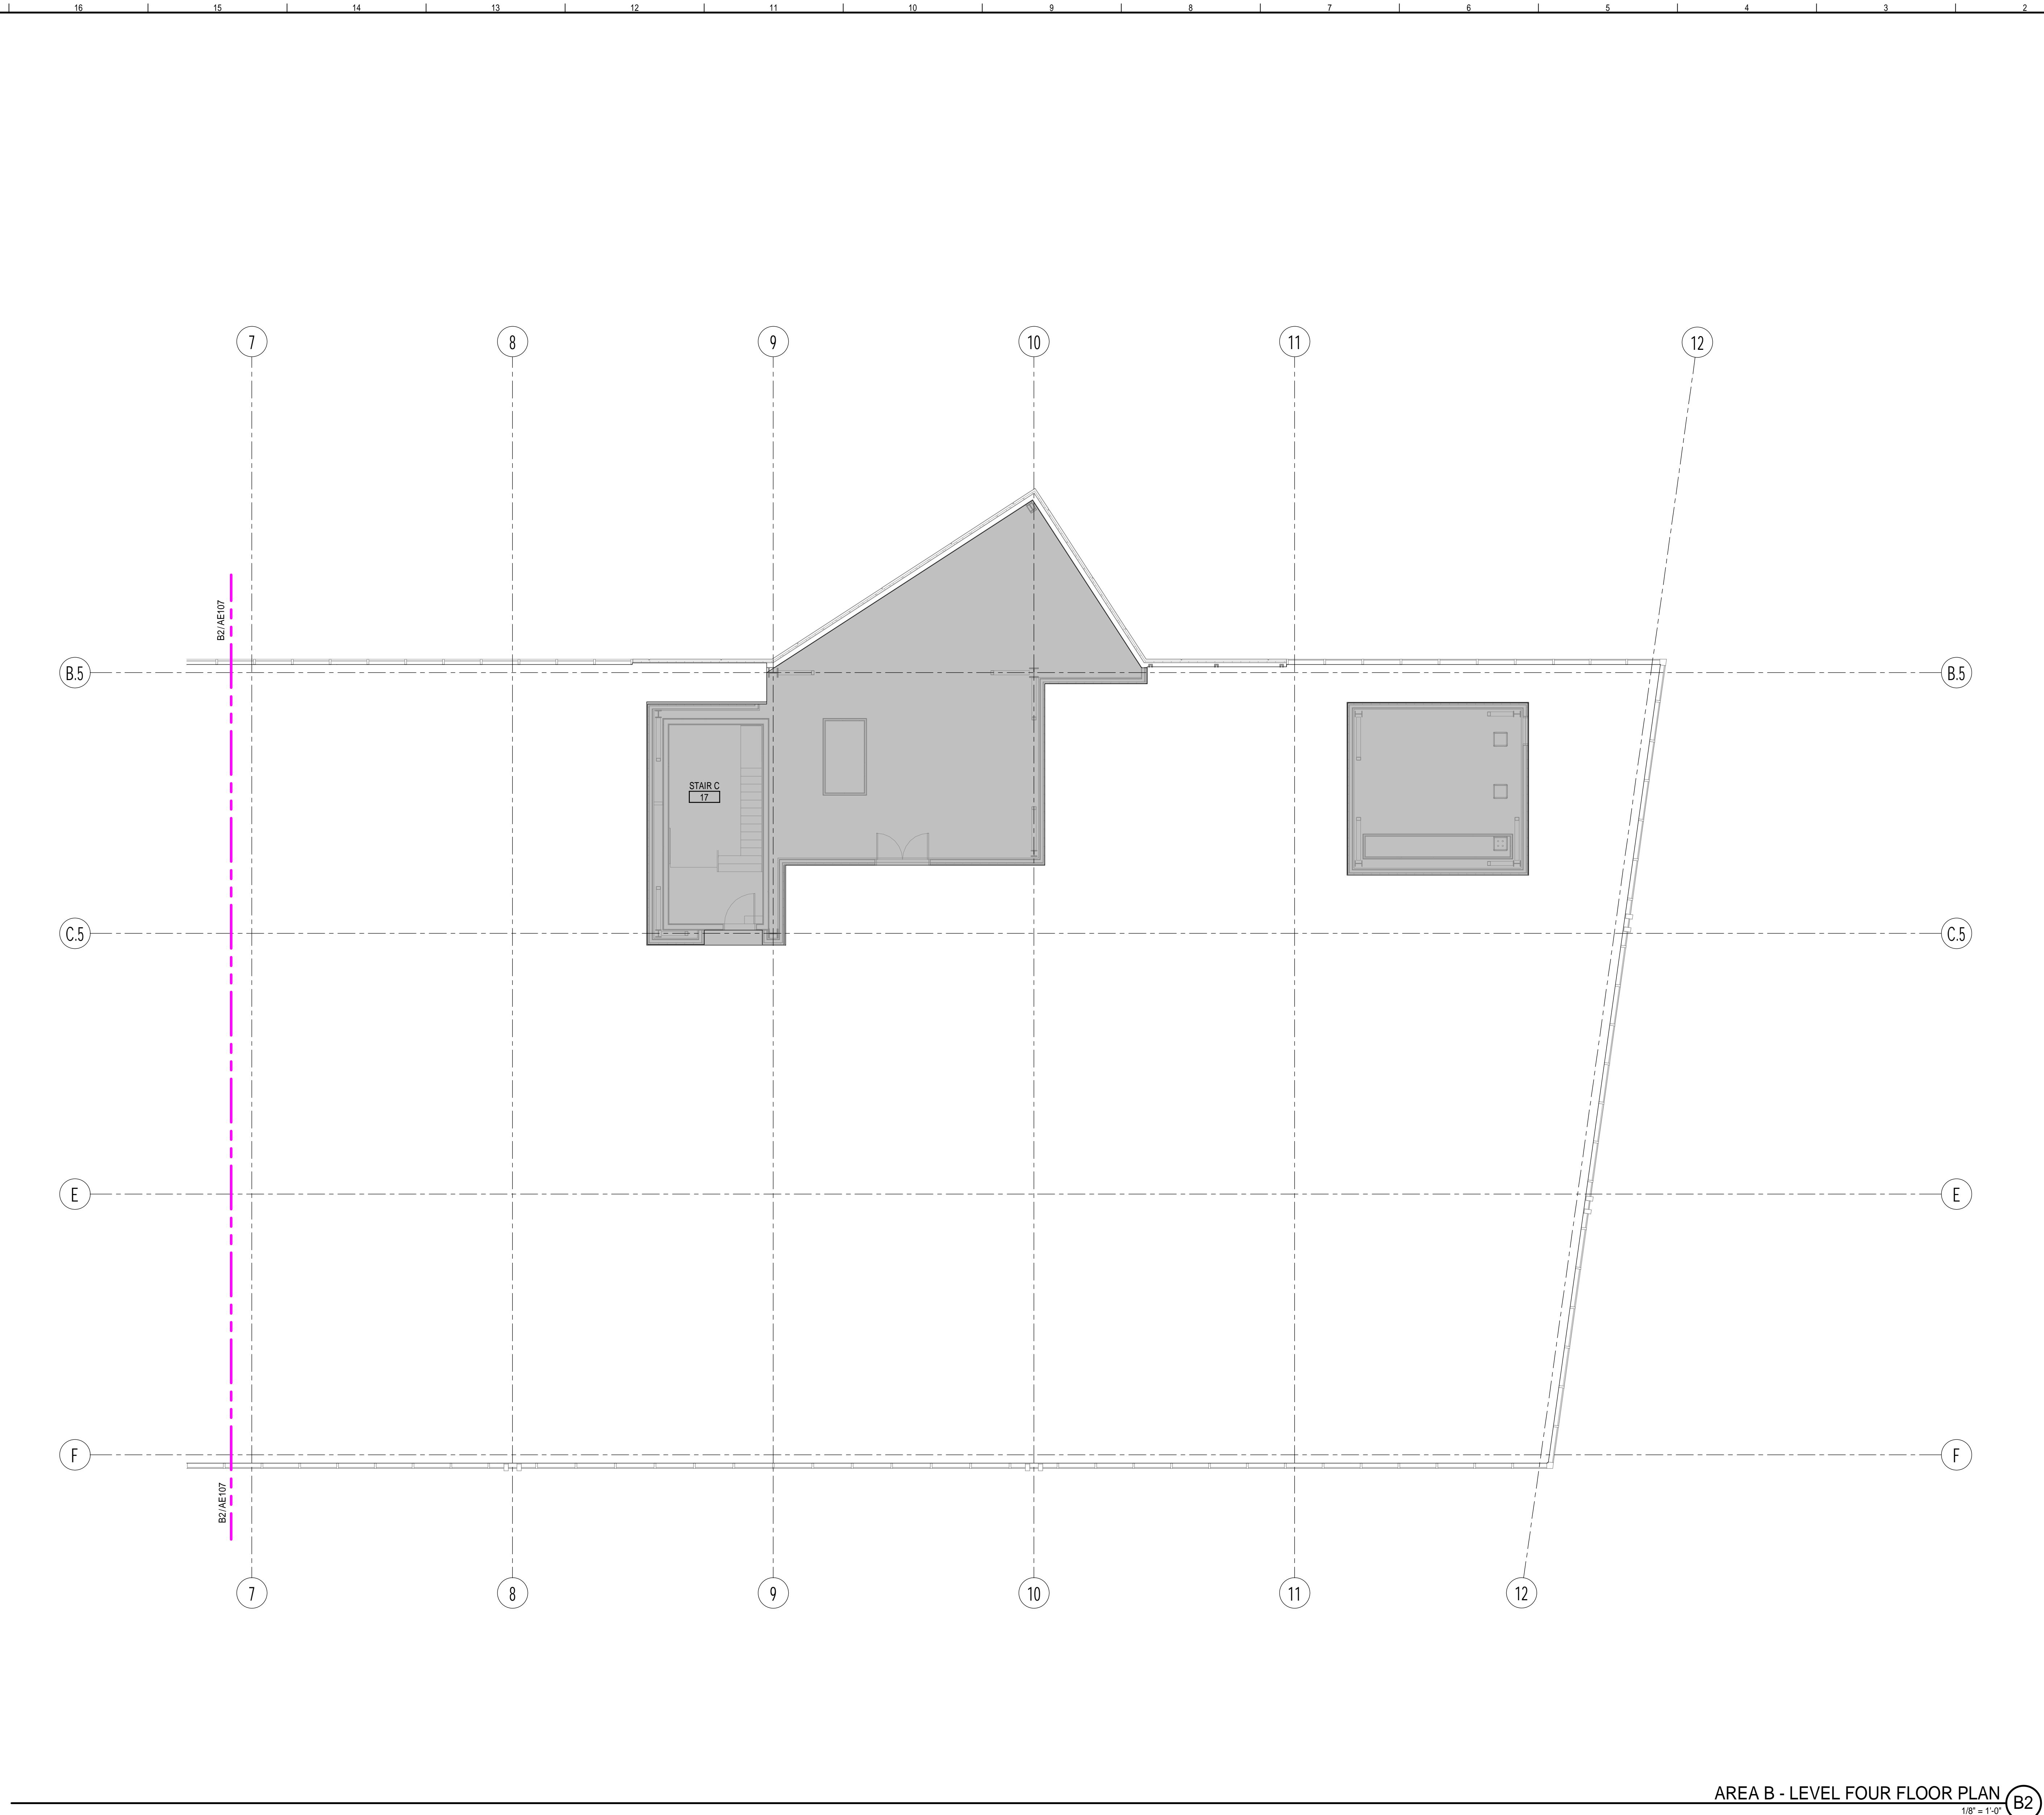 16 15 14 13 12 11 10 9 8 7 6 5 4 3 2
7 8 9 10 11 12
B2/AE107
B.5 B.5
STAIR C
17
C.5 C.5
E E
F F
B2/AE107
7 8 9 10 11 12
AREA B - LEVEL FOUR FLOOR PLAN B2
1/8" = 1'-0"